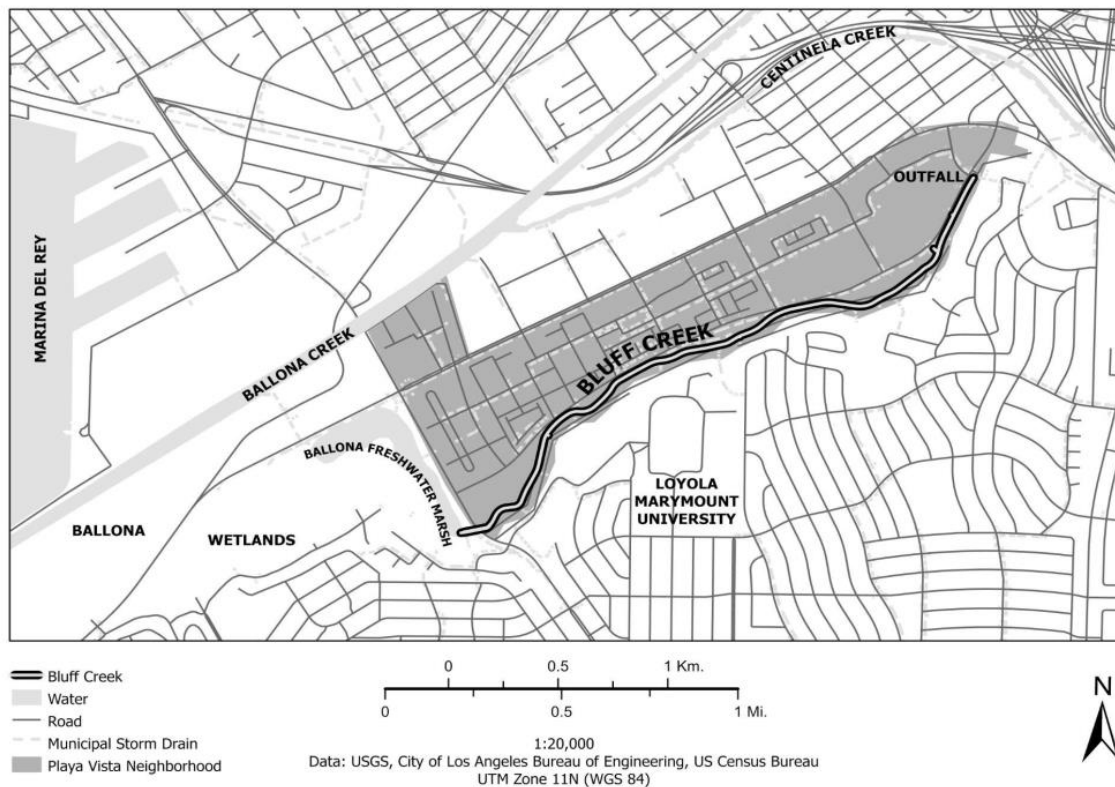 CENTINELA CREEK
OUTFALL
MARINA DEL REY
BALLONA CREEK
BLUFF CREEK
BALLONA FRESHWATER MARSH
LOYOLA
MARYMOUNT
UNIVERSITY
BALLONA
WETLANDS
Bluff Creek
Water
Road
Municipal Storm Drain
Playa Vista Neighborhood
0 0.5 1 Km.
0 0.5 1 Mi.
1:20,000
Data: USGS, City of Los Angeles Bureau of Engineering, US Census Bureau
UTM Zone 11N (WGS 84)
N